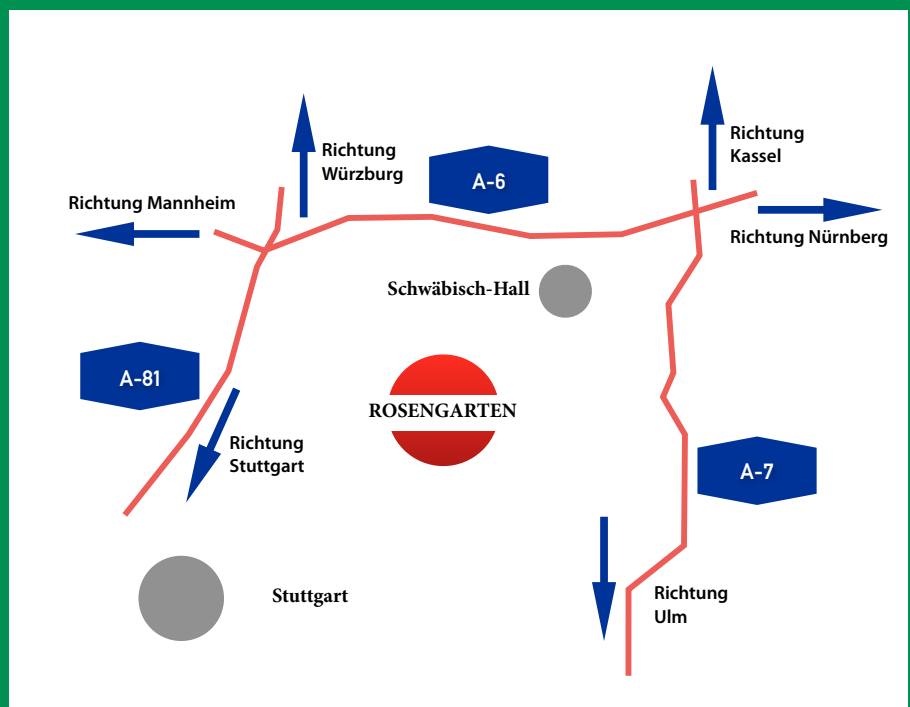 Richtung
Kassel
Richtung
Würzburg
A-6
Richtung Mannheim
Richtung Nürnberg
Schwäbisch-Hall
A-81
ROSENGARTEN
Richtung
Stuttgart
A-7
Stuttgart
Richtung
Ulm